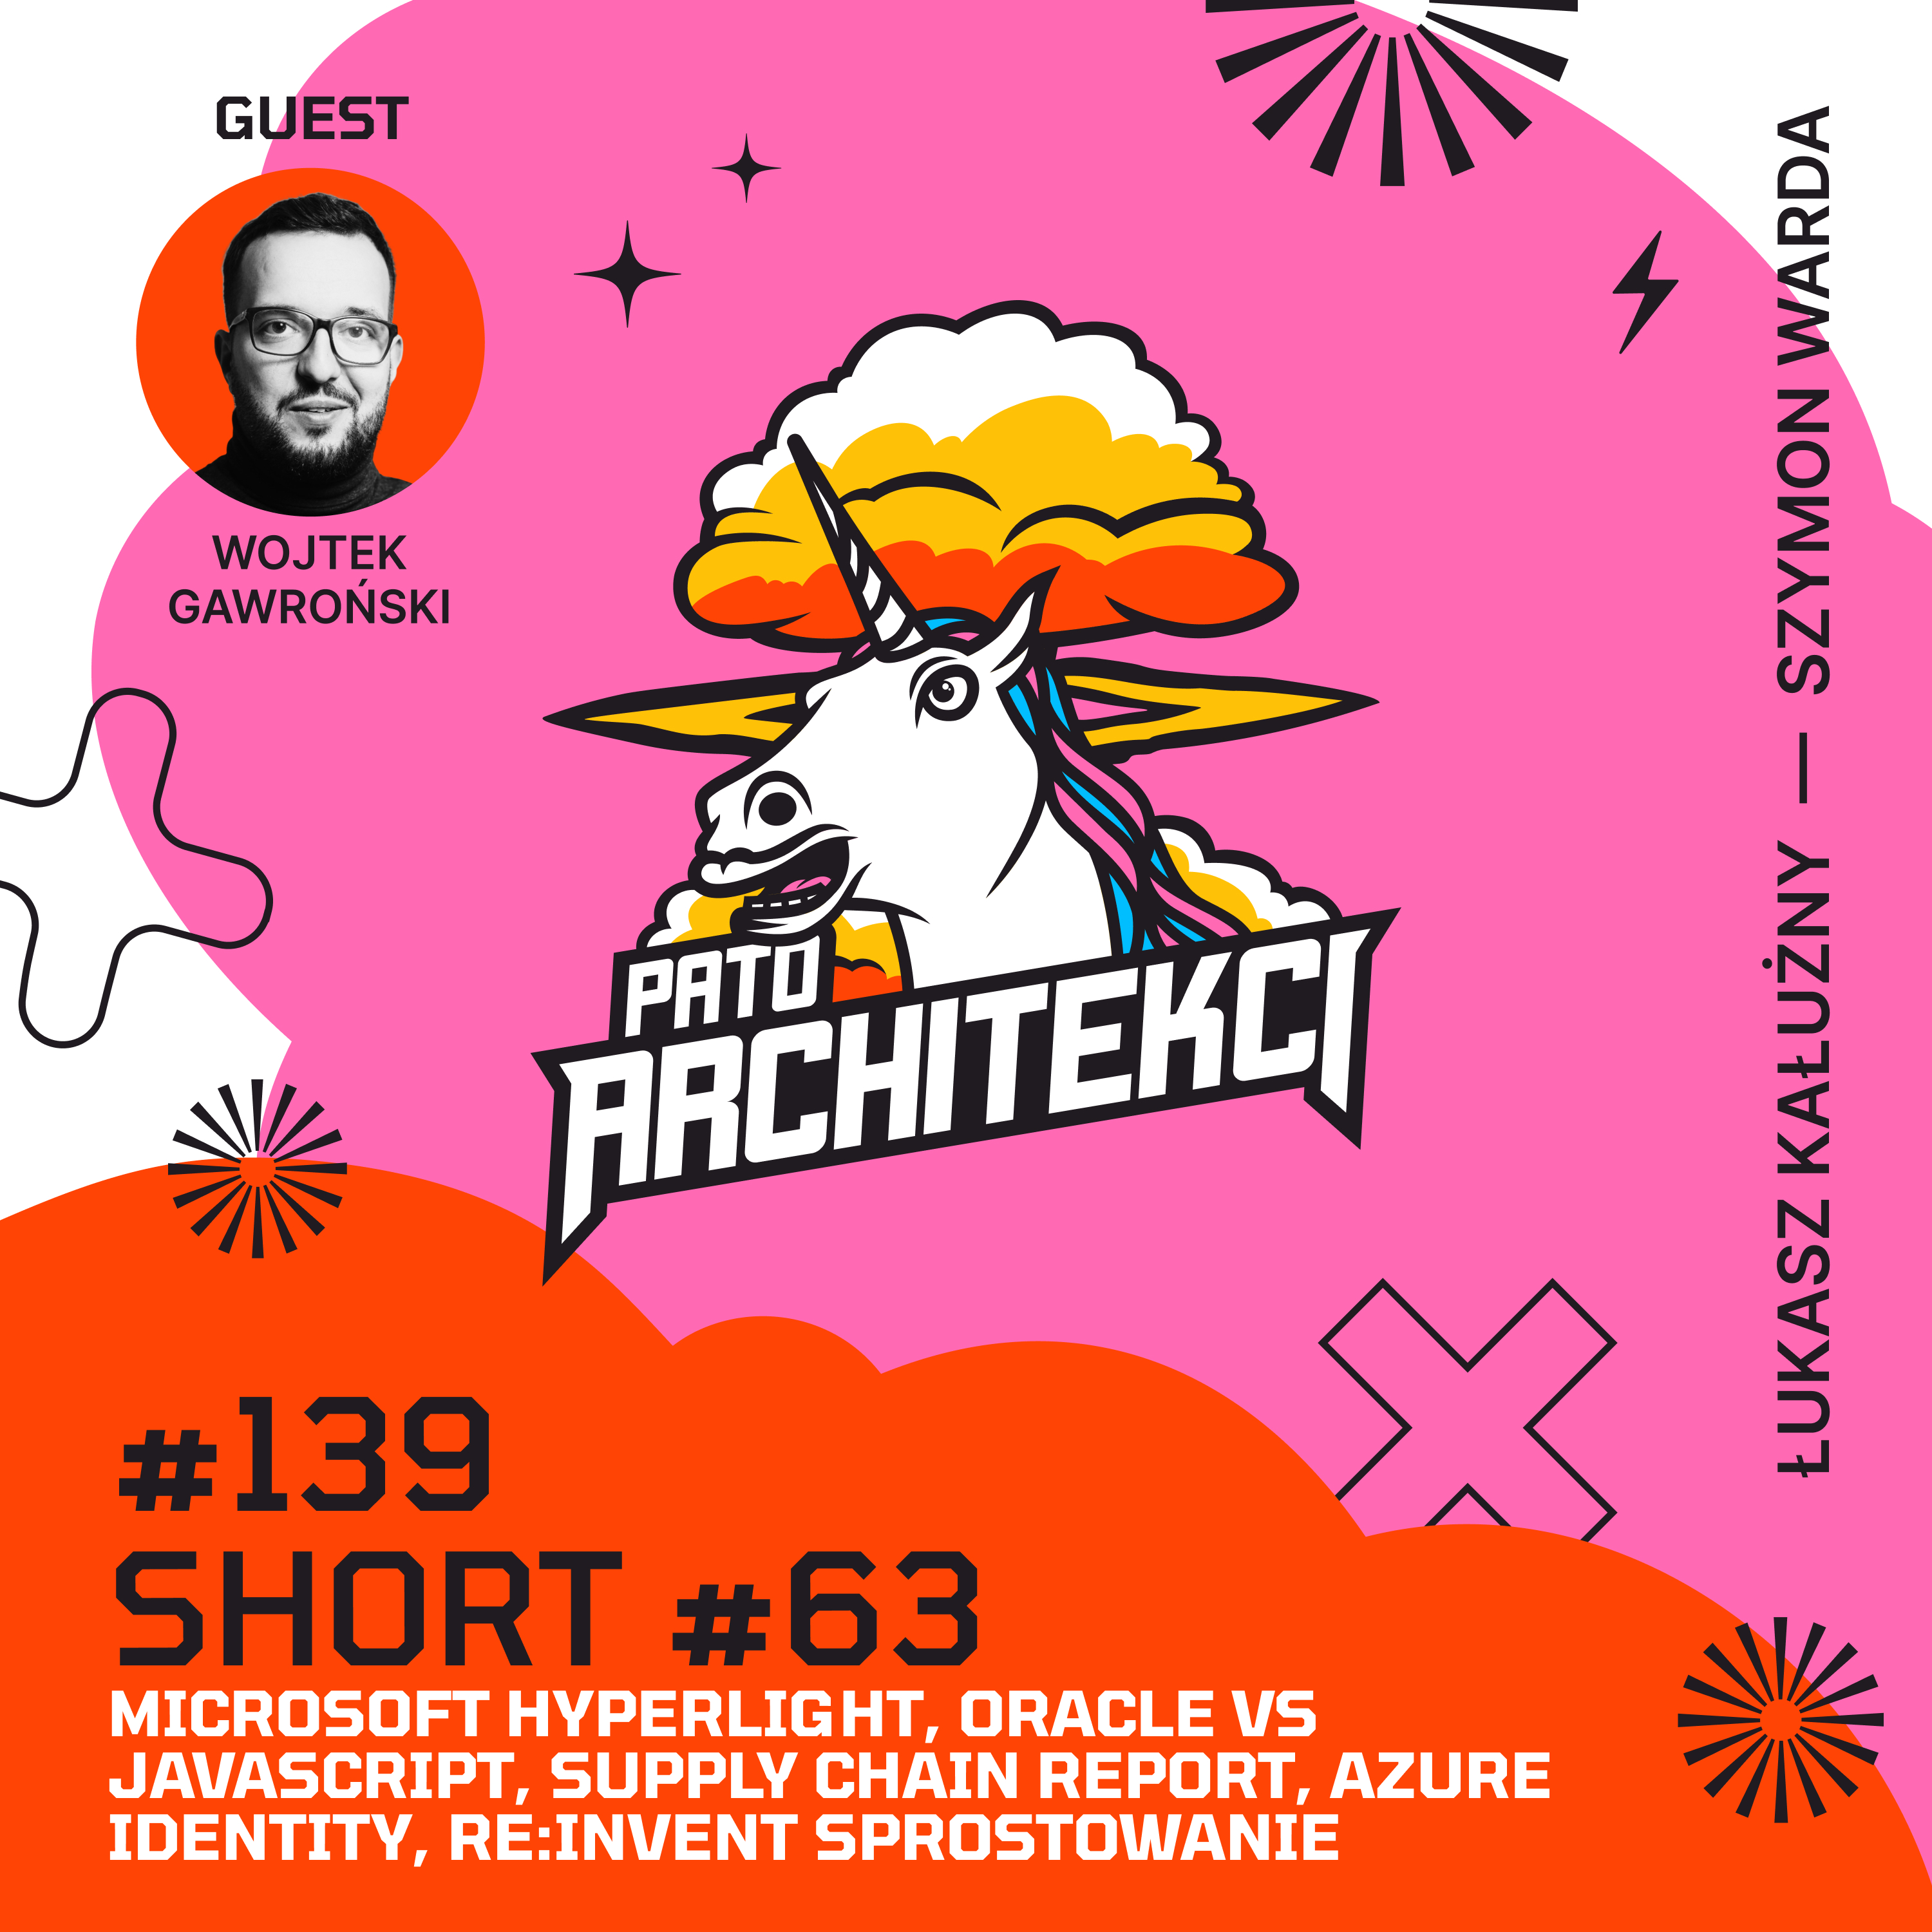 GUEST
WOJTEK
GAWROŃSKI
PATO
ARCHITEKCI
ŁUKASZ KAŁUŻNY — SZYMON WARDA
#139
SHORT #63
MICROSOFT HYPERLIGHT, ORACLE VS
JAVASCRIPT, SUPPLY CHAIN REPORT, AZURE
IDENTITY, RE:INVENT SPROSTOWANIE